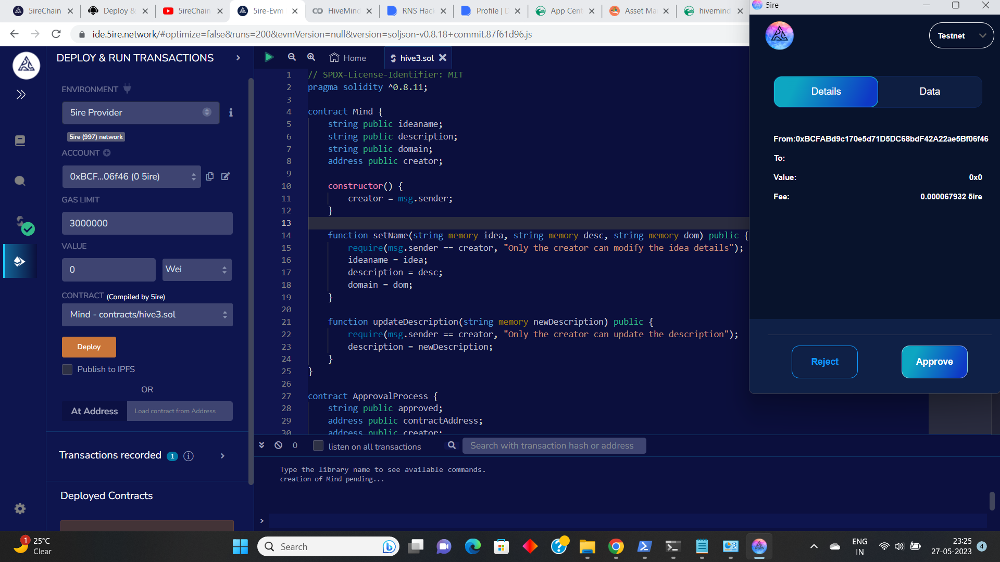 5ireChain
Deploy &
5ireChain
5ire-Evm
HiveMind
RNS Hack
Profile | D
App Cent
Asset Ma
hivemind
5ire
ide.5ire.network/#optimize=false&runs=200&evmVersion=null&version=soljson-v0.8.18+commit.87f61d96.js
DEPLOY & RUN TRANSACTIONS
ENVIRONMENT
5ire Provider
5ire (997) network
ACCOUNT
0xBCF...06f46 (0 5ire)
GAS LIMIT
3000000
VALUE
0
Wei
CONTRACT (Compiled by 5ire)
Mind - contracts/hive3.sol
Deploy
Publish to IPFS
OR
At Address
Load contract from Address
Transactions recorded 1
Deployed Contracts
Home
hive3.sol
1 // SPDX-License-Identifier: MIT
2 pragma solidity ^0.8.11;
3
4 contract Mind {
5 string public ideaname;
6 string public description;
7 string public domain;
8 address public creator;
9
10 constructor() {
11 creator = msg.sender;
12 }
13
14 function setName(string memory idea, string memory desc, string memory dom) public {
15 require(msg.sender == creator, "Only the creator can modify the idea details");
16 ideaname = idea;
17 description = desc;
18 domain = dom;
19 }
20
21 function updateDescription(string memory newDescription) public {
22 require(msg.sender == creator, "Only the creator can update the description");
23 description = newDescription;
24 }
25 }
26
27 contract ApprovalProcess {
28 string public approved;
29 address public contractAddress;
30 address public creator;
0
listen on all transactions
Search with transaction hash or address
Type the library name to see available commands.
creation of Mind pending...
>
Testnet
Details
Data
From:0xBCFABd9c170e5d71D5DC68bdF42A22ae5Bf06f46
To:
Value: 0x0
Fee: 0.000067932 5ire
Reject
Approve
1
25°C
Clear
Search
ENG
IN
23:25
27-05-2023
4